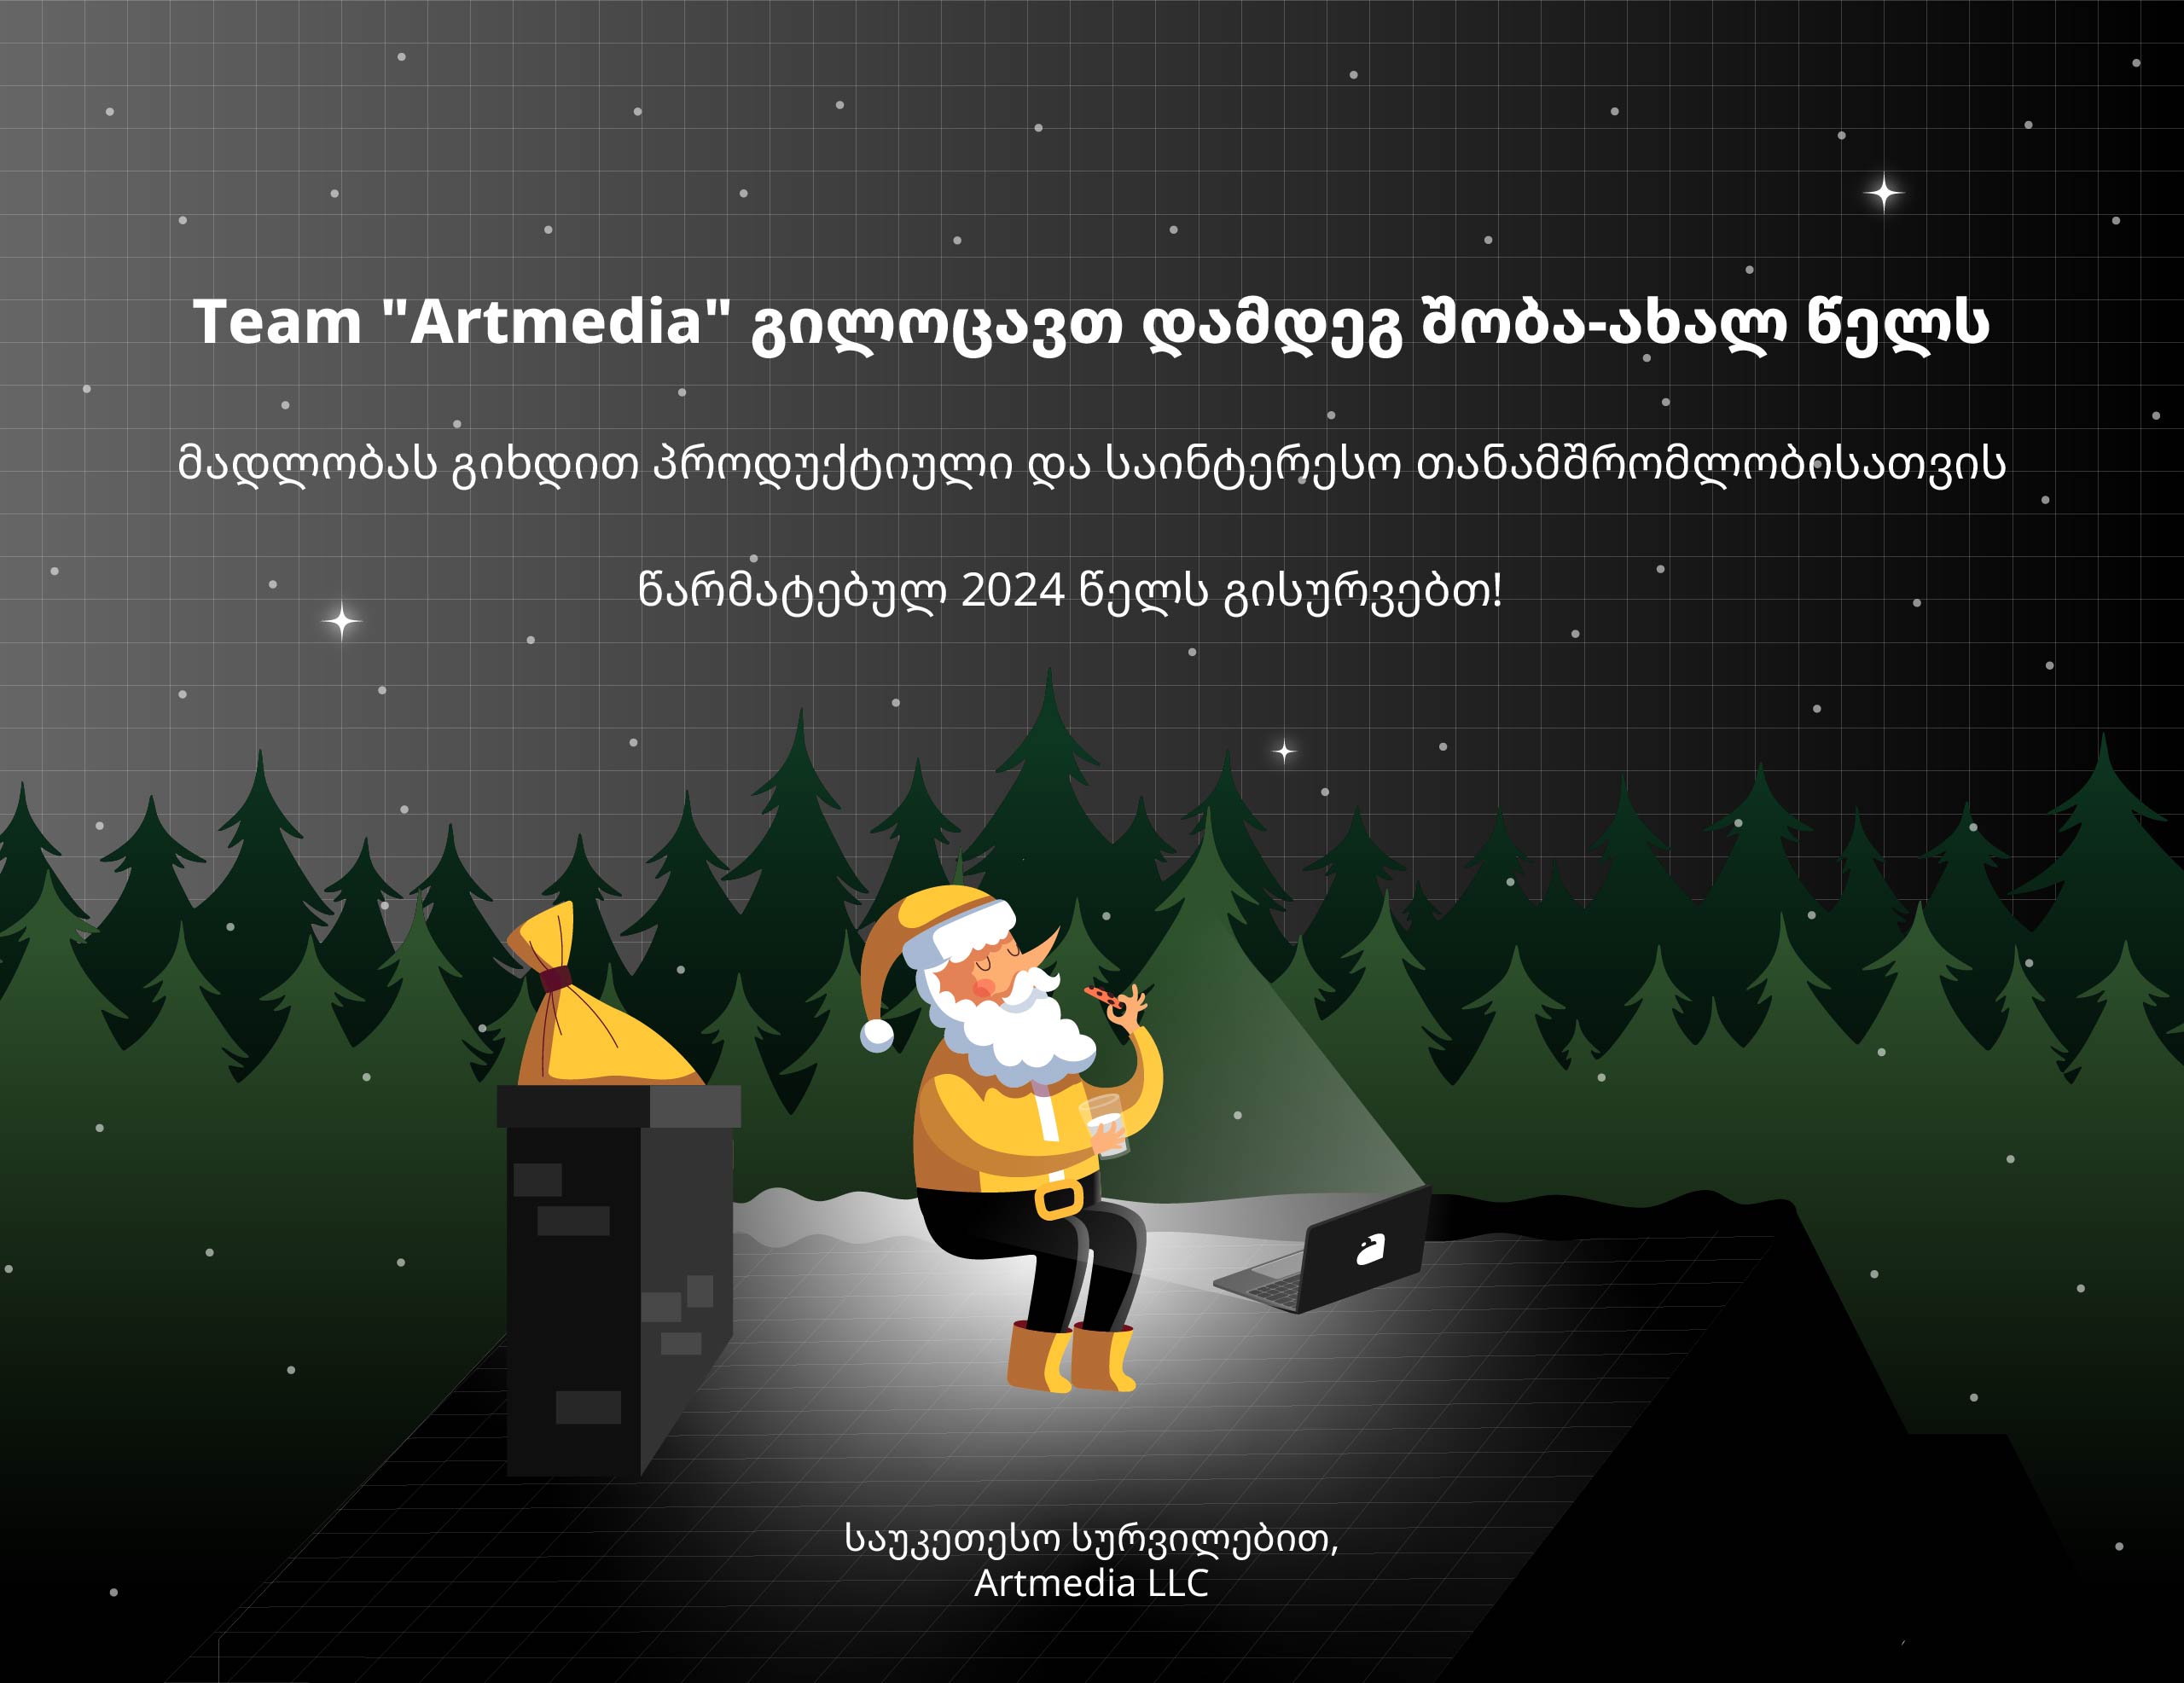 Team "Artmedia" გილოცავთ დამდეგ შობა-ახალ წელს
მადლობას გიხდით პროდუქტიული და საინტერესო თანამშრომლობისათვის
წარმატებულ 2024 წელს გისურვებთ!
საუკეთესო სურვილებით,
Artmedia LLC